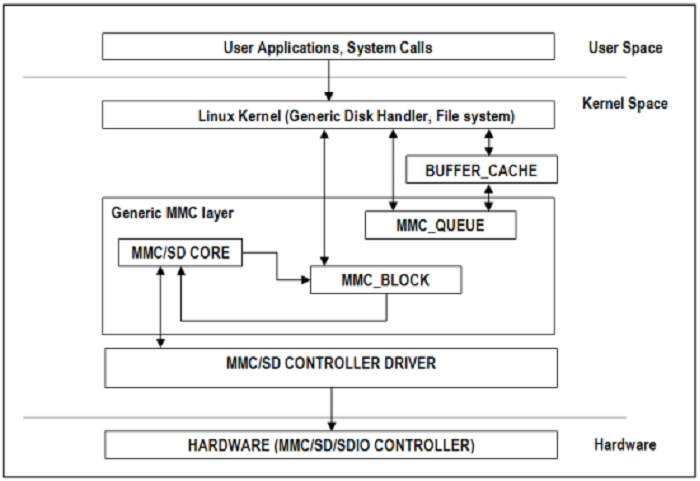 User Applications, System Calls
User Space
Kernel Space
Linux Kernel (Generic Disk Handler, File system)
BUFFER_CACHE
Generic MMC layer
MMC_QUEUE
MMC/SD CORE
MMC_BLOCK
MMC/SD CONTROLLER DRIVER
HARDWARE (MMC/SD/SDIO CONTROLLER)
Hardware